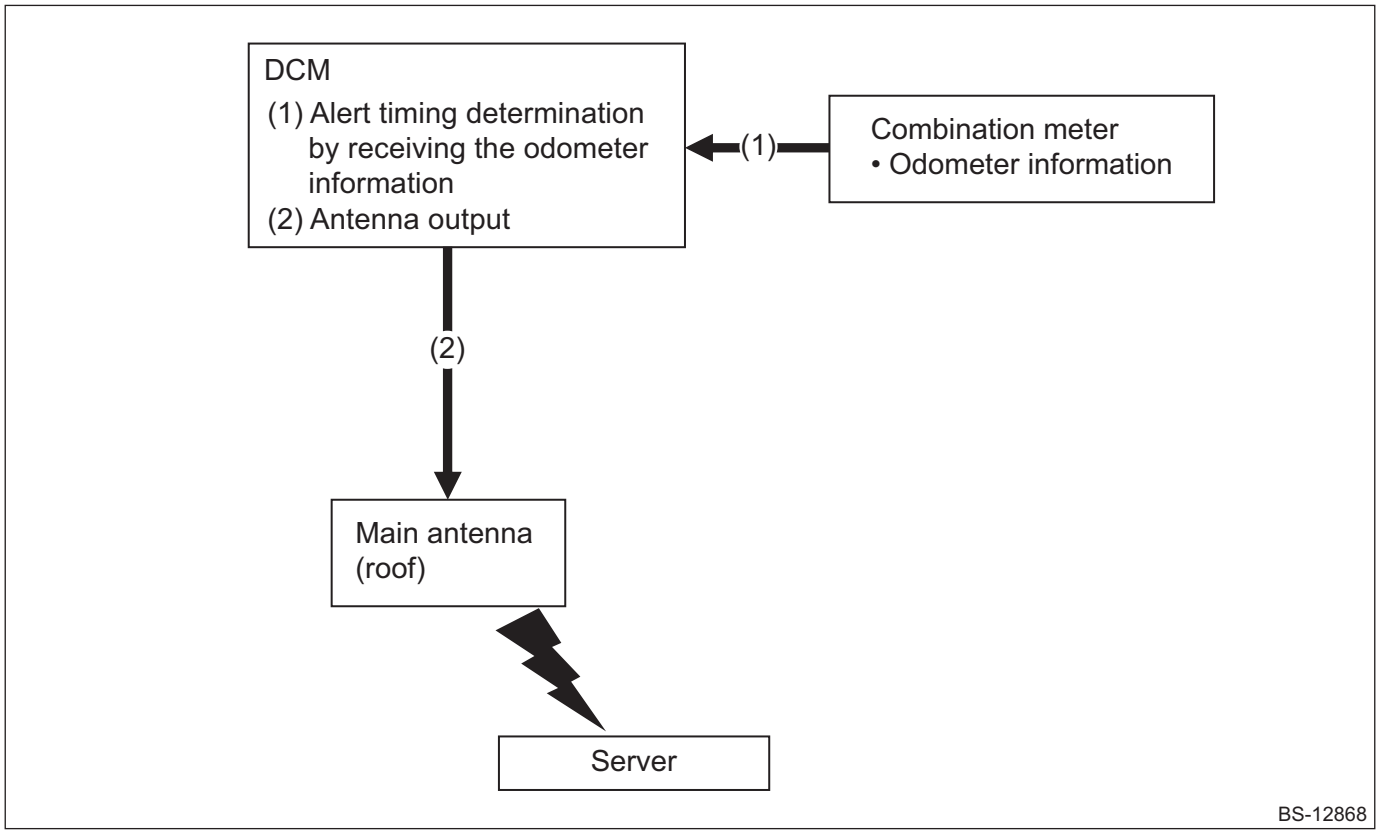 DCM
(1) Alert timing determination
by receiving the odometer
information
(2) Antenna output
(1)
Combination meter
• Odometer information
(2)
Main antenna
(roof)
Server
BS-12868